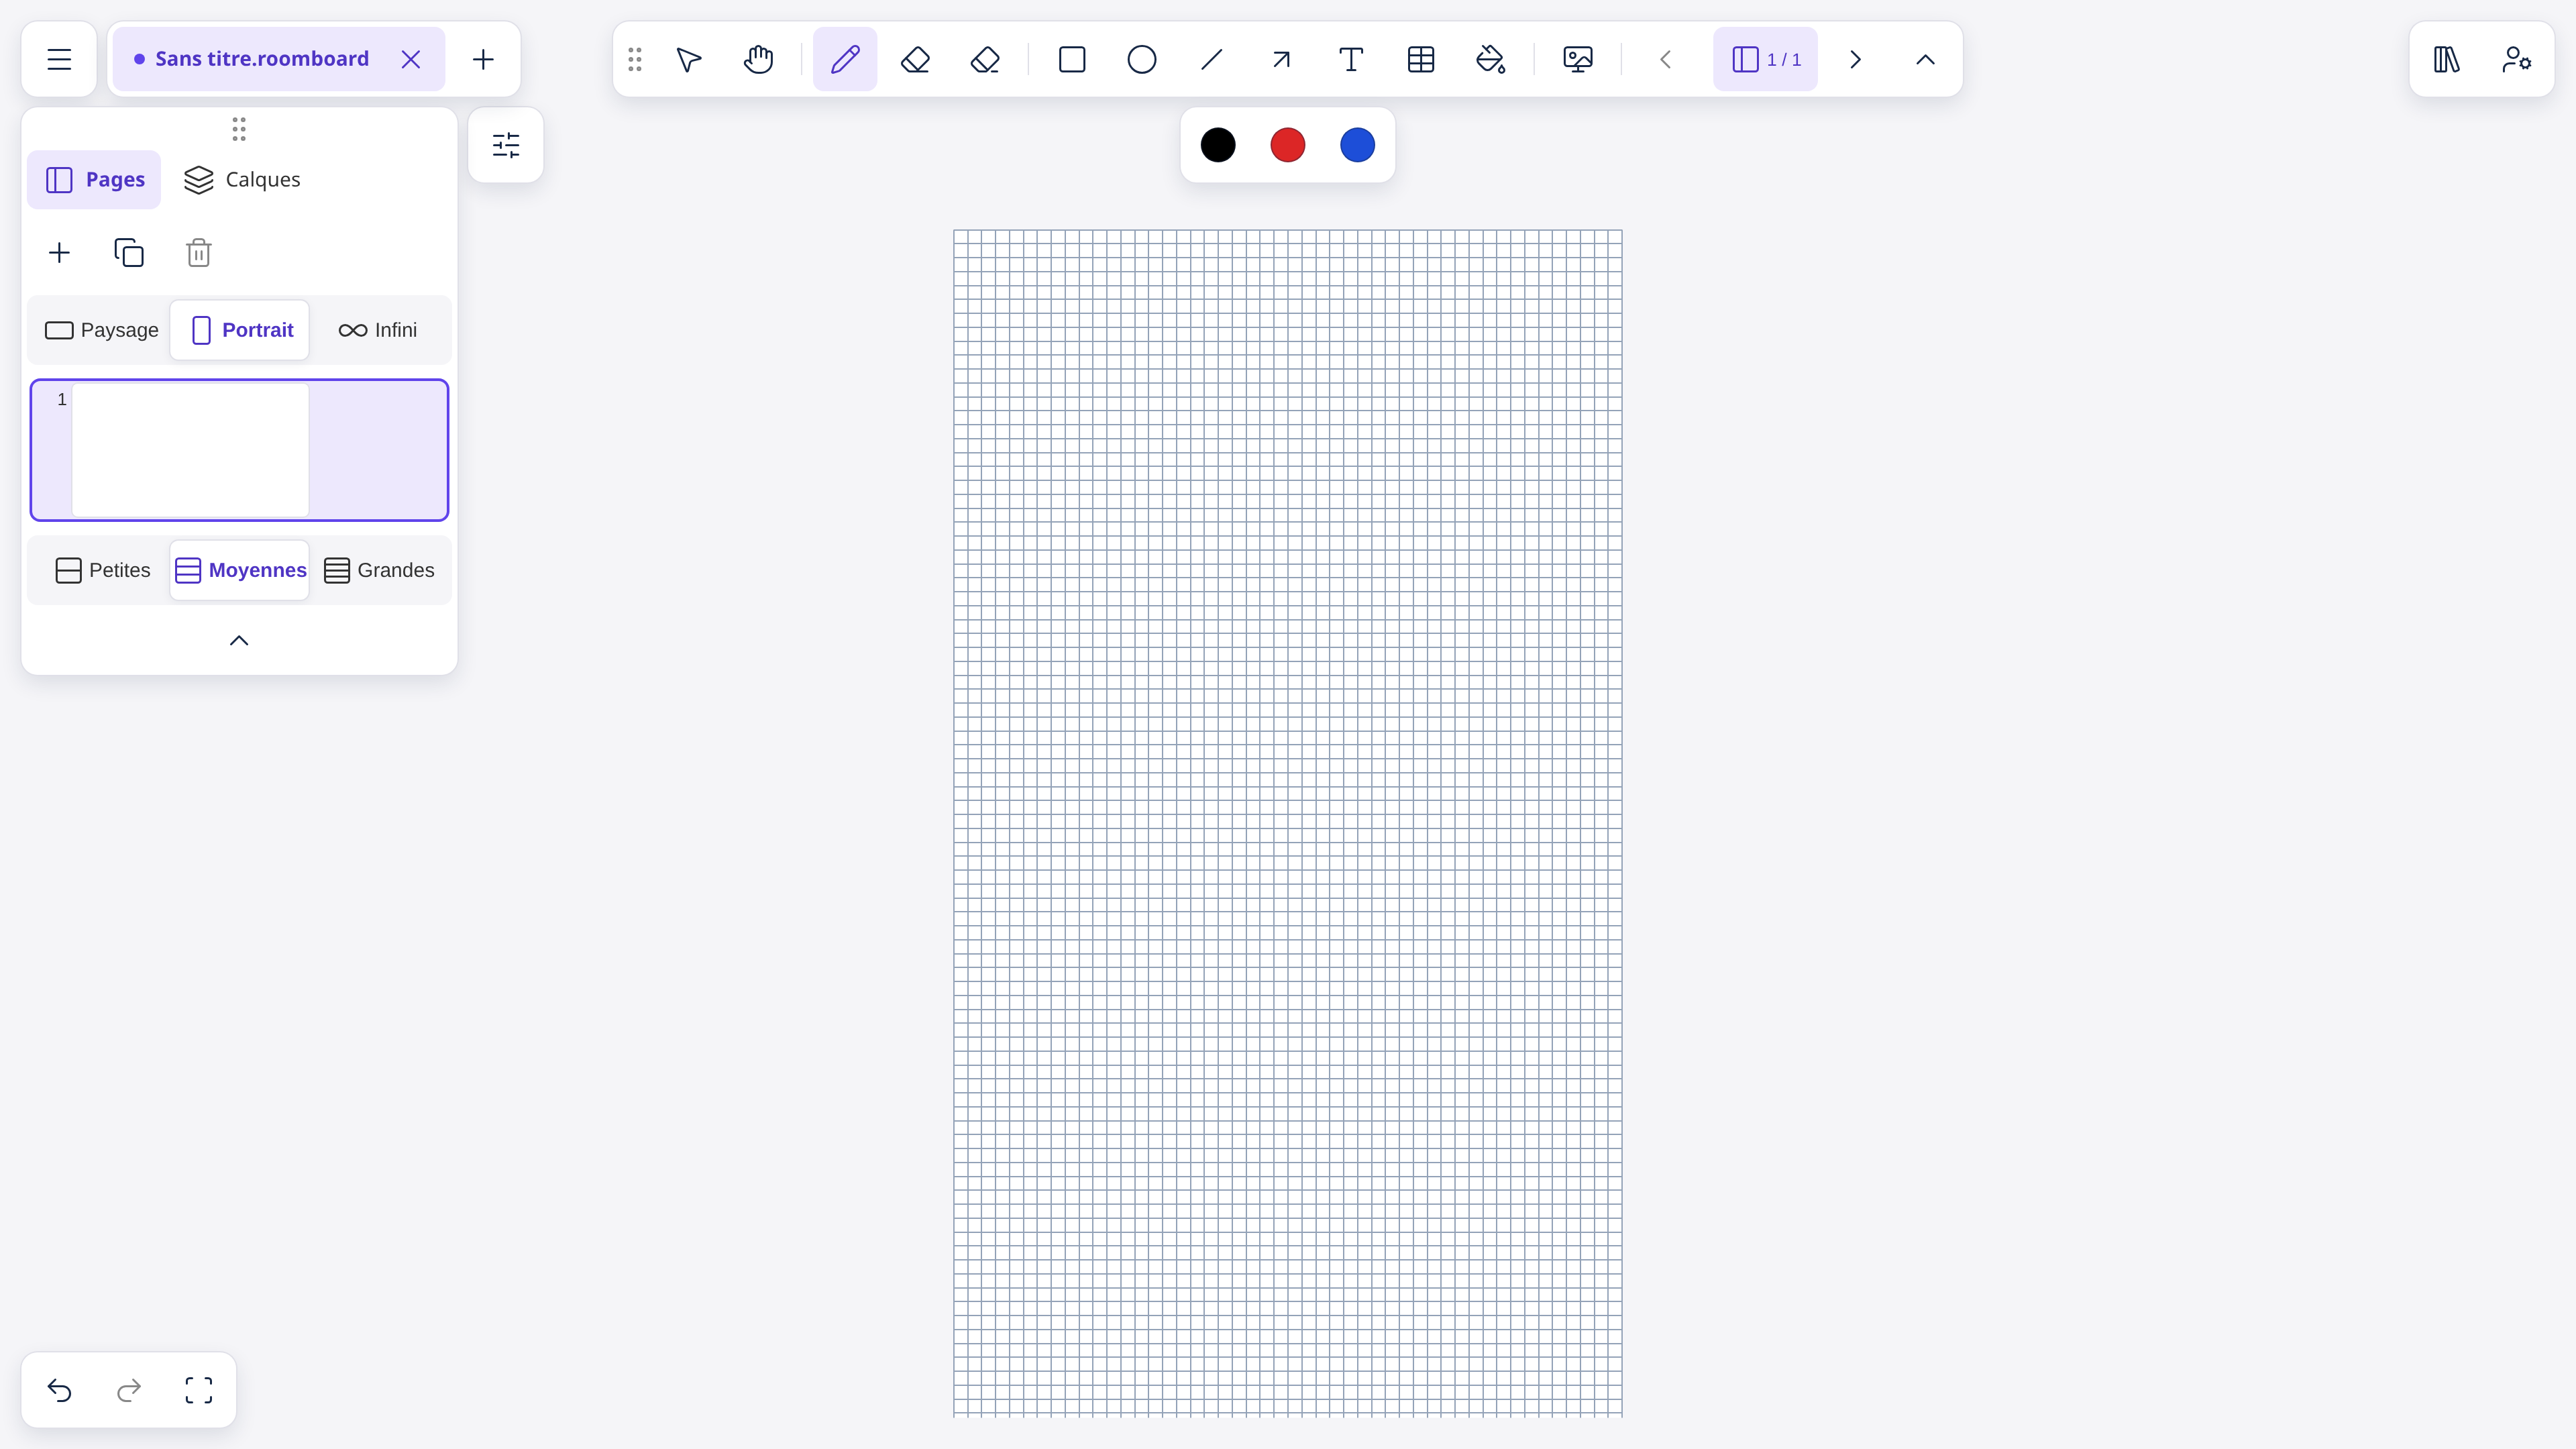 Sans titre.roomboard
1 / 1
Pages
Calques
Paysage
Portrait
Infini
1
Petites
Moyennes
Grandes